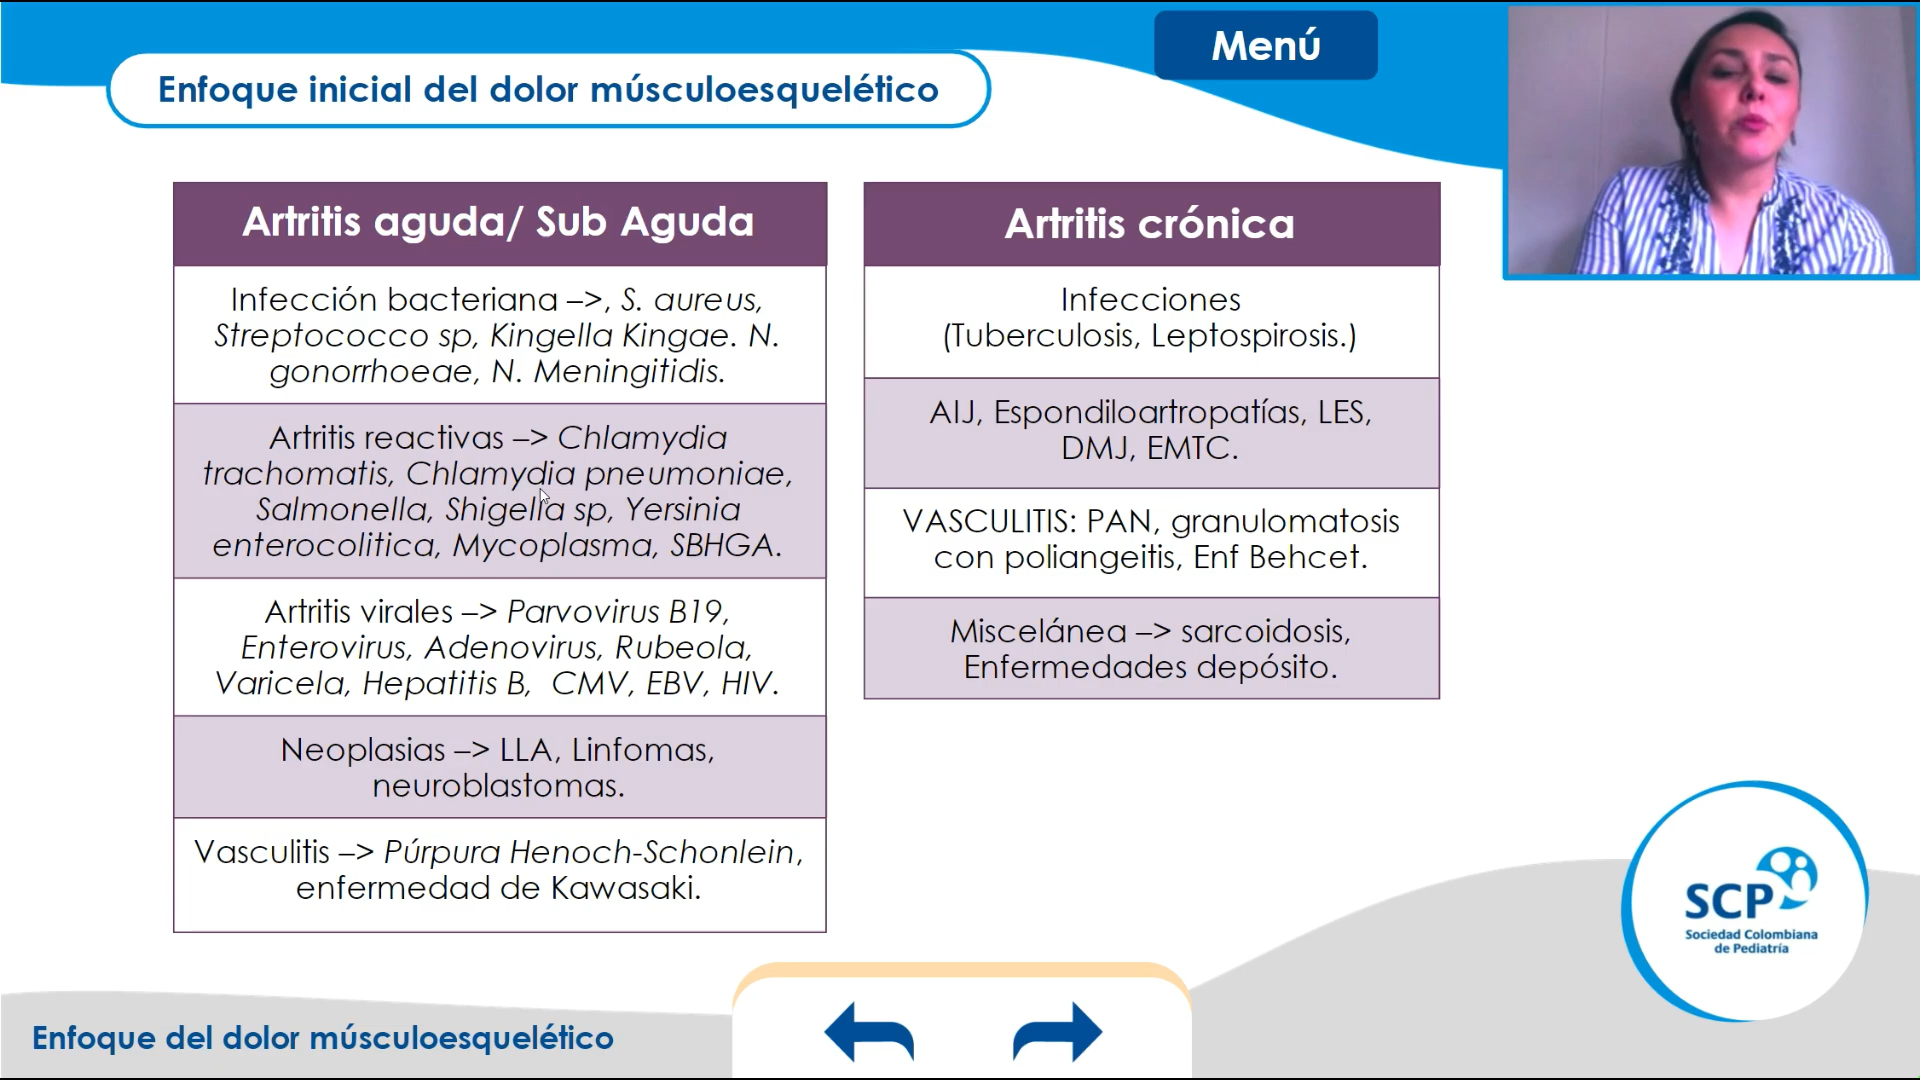 Menú
Enfoque inicial del dolor músculoesquelético
Artritis aguda/ Sub Aguda
Infección bacteriana –>, S. aureus,
Streptococco sp, Kingella Kingae. N.
gonorrhoeae, N. Meningitidis.
Artritis reactivas –> Chlamydia
trachomatis, Chlamydia pneumoniae,
Salmonella, Shigella sp, Yersinia
enterocolitica, Mycoplasma, SBHGA.
Artritis virales –> Parvovirus B19,
Enterovirus, Adenovirus, Rubeola,
Varicela, Hepatitis B,  CMV, EBV, HIV.
Neoplasias –> LLA, Linfomas,
neuroblastomas.
Vasculitis –> Púrpura Henoch-Schonlein,
enfermedad de Kawasaki.
Artritis crónica
Infecciones
(Tuberculosis, Leptospirosis.)
AIJ, Espondiloartropatías, LES,
DMJ, EMTC.
VASCULITIS: PAN, granulomatosis
con poliangeitis, Enf Behcet.
Miscelánea –> sarcoidosis,
Enfermedades depósito.
SCP
Sociedad Colombiana
de Pediatría
Enfoque del dolor músculoesquelético